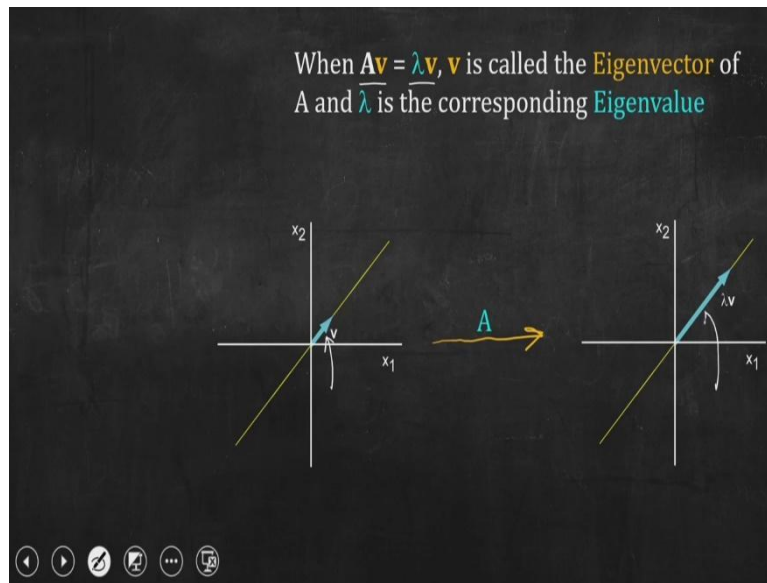 When Av = λv, v is called the Eigenvector of
A and λ is the corresponding Eigenvalue
x₂
v
x₁
A
x₂
λv
x₁